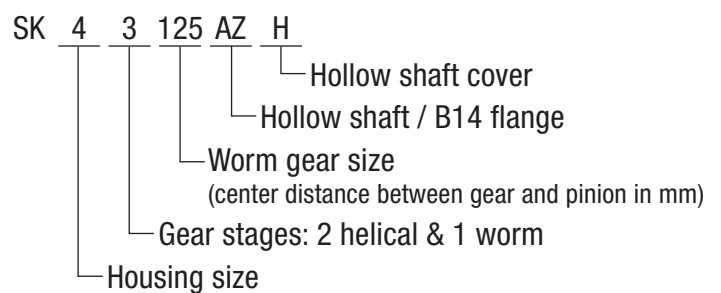 SK 4 3 125 AZ H
Hollow shaft cover
Hollow shaft / B14 flange
Worm gear size
(center distance between gear and pinion in mm)
Gear stages: 2 helical & 1 worm
Housing size